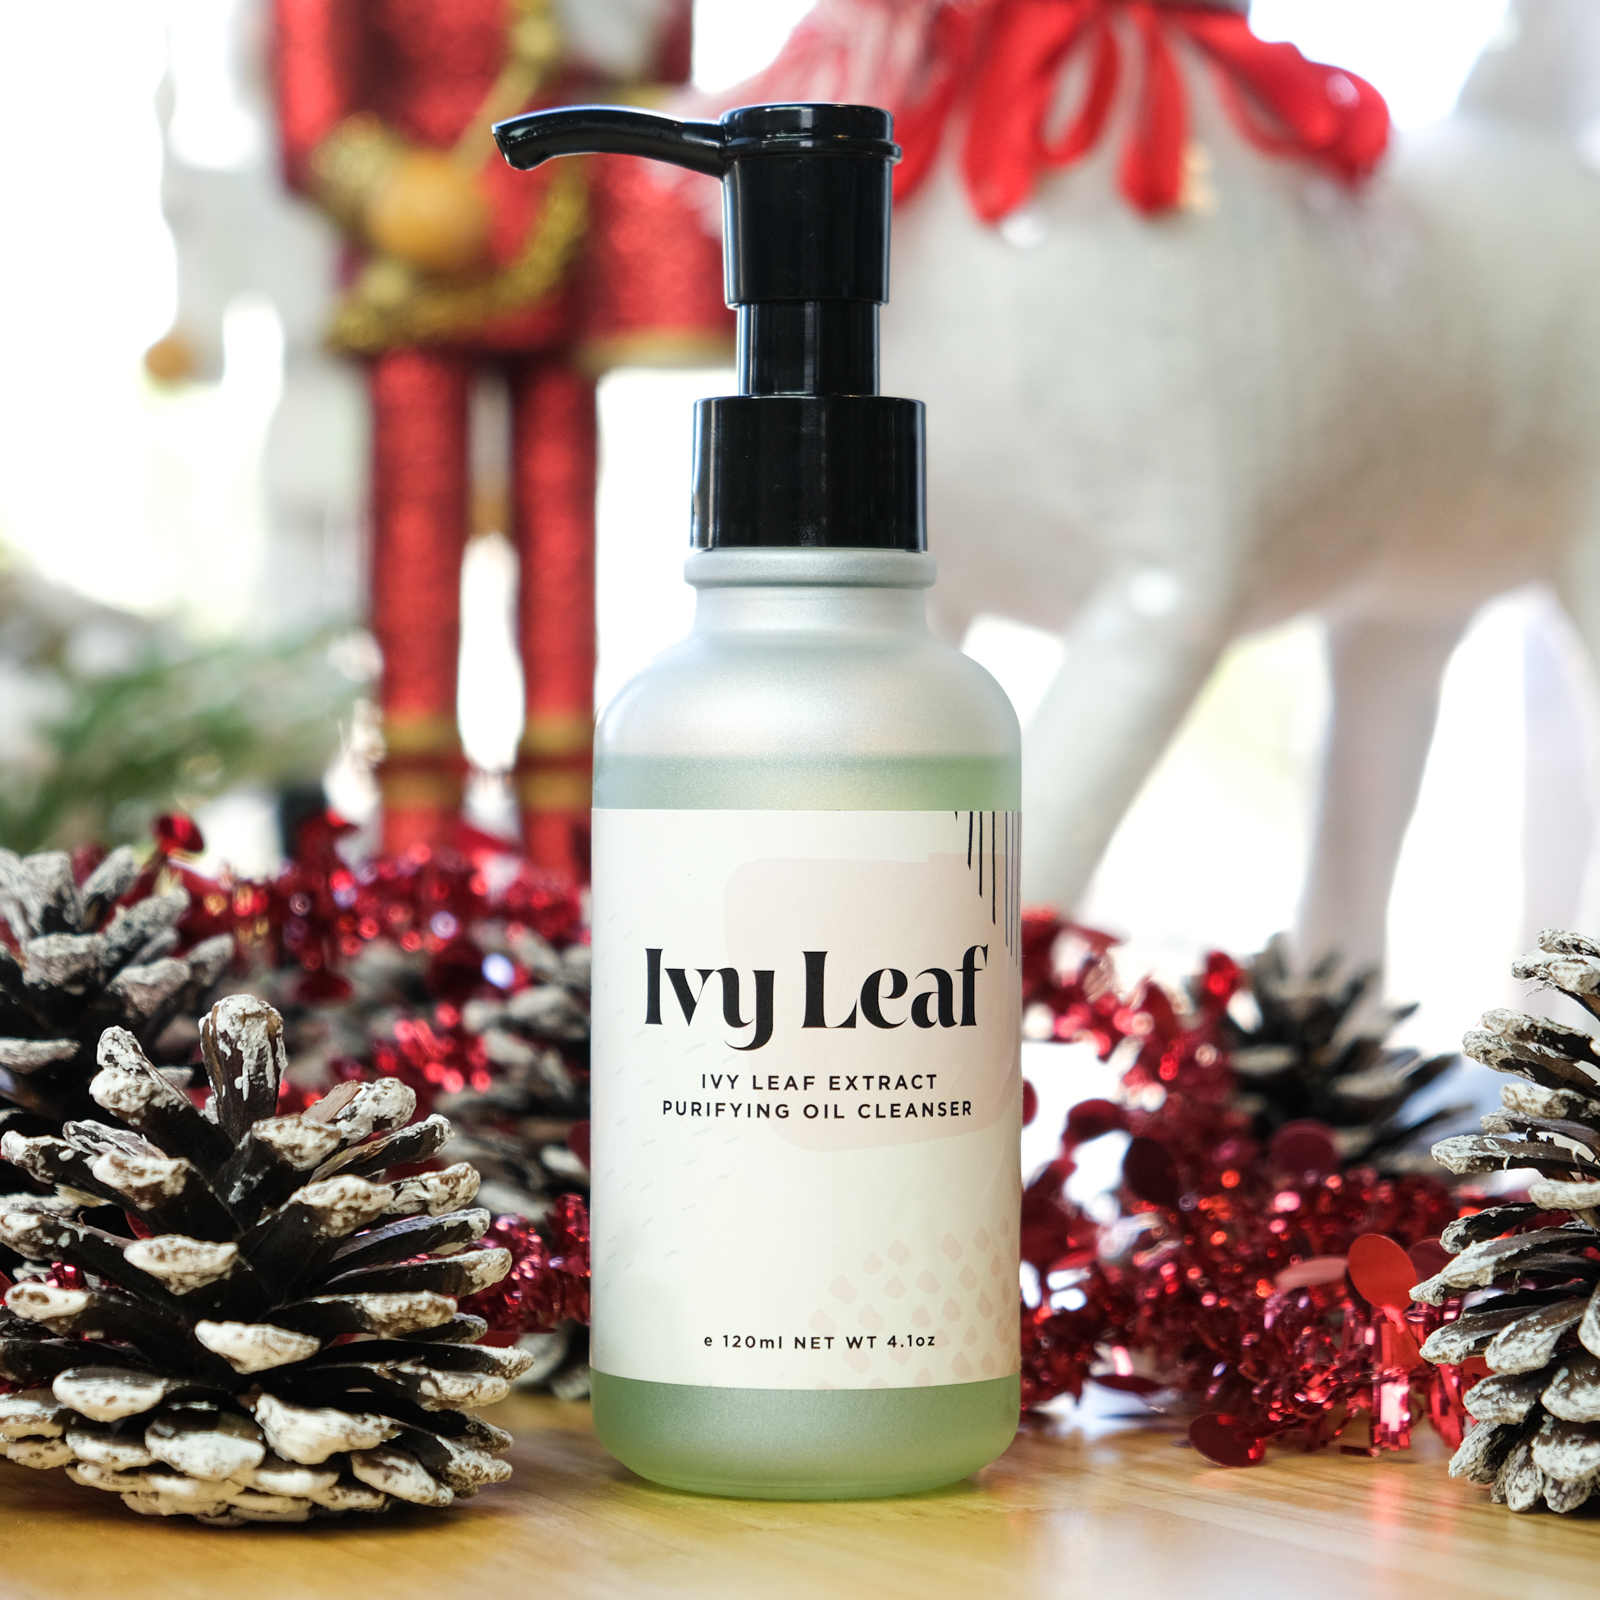 Ivy Leaf
IVY LEAF EXTRACT
PURIFYING OIL CLEANSER
e 120ml NET WT 4.1oz